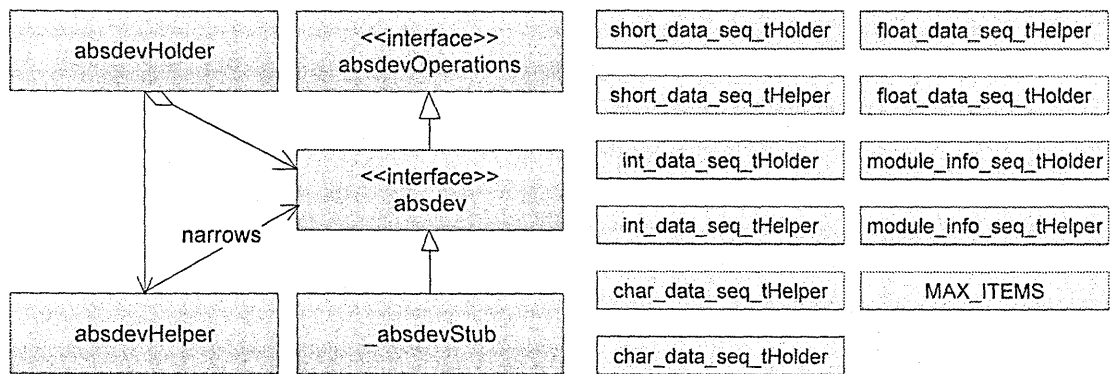 absdevHolder
<<interface>>
absdevOperations
<<interface>>
absdev
narrows
absdevHelper
_absdevStub
short_data_seq_tHolder
short_data_seq_tHelper
int_data_seq_tHolder
int_data_seq_tHelper
char_data_seq_tHelper
char_data_seq_tHolder
float_data_seq_tHelper
float_data_seq_tHolder
module_info_seq_tHolder
module_info_seq_tHelper
MAX_ITEMS